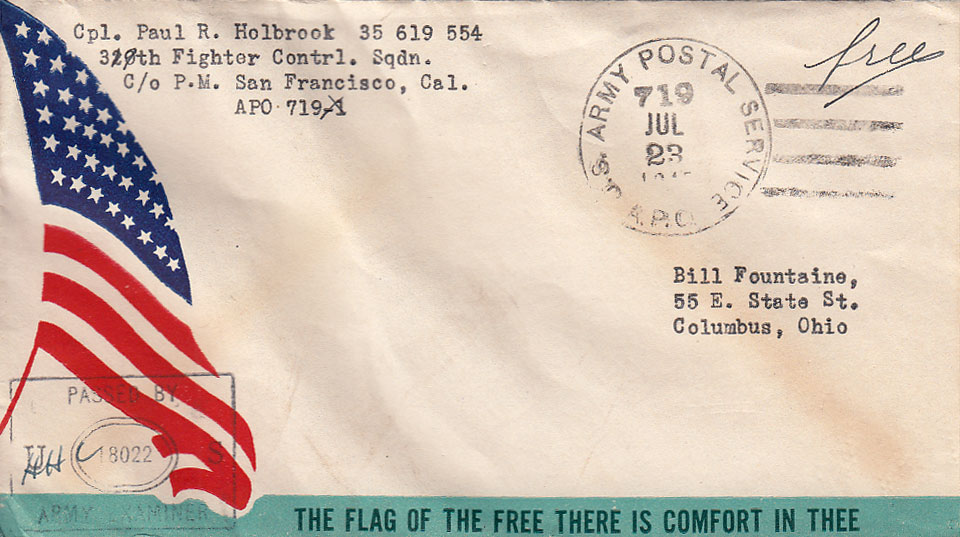 Cpl. Paul R. Holbrook 35 619 554
th Fighter Contrl. Sqdn.
C/o P.M. San Francisco, Cal.
APO 719
free
U.S. ARMY POSTAL SERVICE
719
JUL
23
A.P.O.
Bill Fountaine,
55 E. State St.
Columbus, Ohio
PASSED BY
U 18022 S
ARMY EXAMINER
THE FLAG OF THE FREE THERE IS COMFORT IN THEE